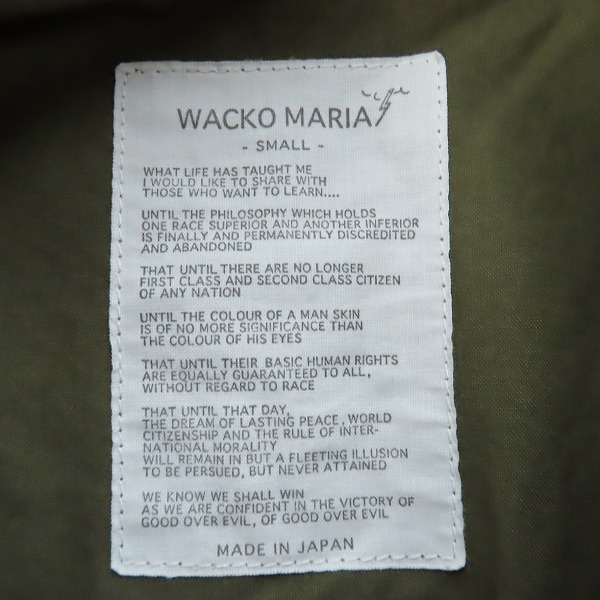 WACKO MARIA
- SMALL -
WHAT LIFE HAS TAUGHT ME
I WOULD LIKE TO SHARE WITH
THOSE WHO WANT TO LEARN....
UNTIL THE PHILOSOPHY WHICH HOLDS
ONE RACE SUPERIOR AND ANOTHER INFERIOR
IS FINALLY AND PERMANENTLY DISCREDITED
AND ABANDONED
THAT UNTIL THERE ARE NO LONGER
FIRST CLASS AND SECOND CLASS CITIZEN
OF ANY NATION
UNTIL THE COLOUR OF A MAN SKIN
IS OF NO MORE SIGNIFICANCE THAN
THE COLOUR OF HIS EYES
THAT UNTIL THEIR BASIC HUMAN RIGHTS
ARE EQUALLY GUARANTEED TO ALL,
WITHOUT REGARD TO RACE
THAT UNTIL THAT DAY,
THE DREAM OF LASTING PEACE, WORLD
CITIZENSHIP AND THE RULE OF INTER-
NATIONAL MORALITY
WILL REMAIN IN BUT A FLEETING ILLUSION
TO BE PERSUED, BUT NEVER ATTAINED
WE KNOW WE SHALL WIN
AS WE ARE CONFIDENT IN THE VICTORY OF
GOOD OVER EVIL, OF GOOD OVER EVIL
MADE IN JAPAN